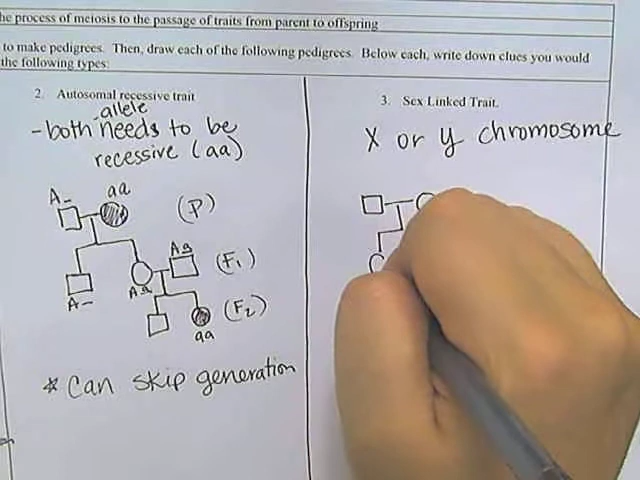 he process of meiosis to the passage of traits from parent to offspring
to make pedigrees. Then, draw each of the following pedigrees. Below each, write down clues you would
the following types:
2. Autosomal recessive trait
allele
- both needs to be
recessive (aa)
A- aa
(P)
Aa
(F1)
A- Aa
(F2)
aa
* Can skip generation
3. Sex Linked Trait.
X or y chromosome